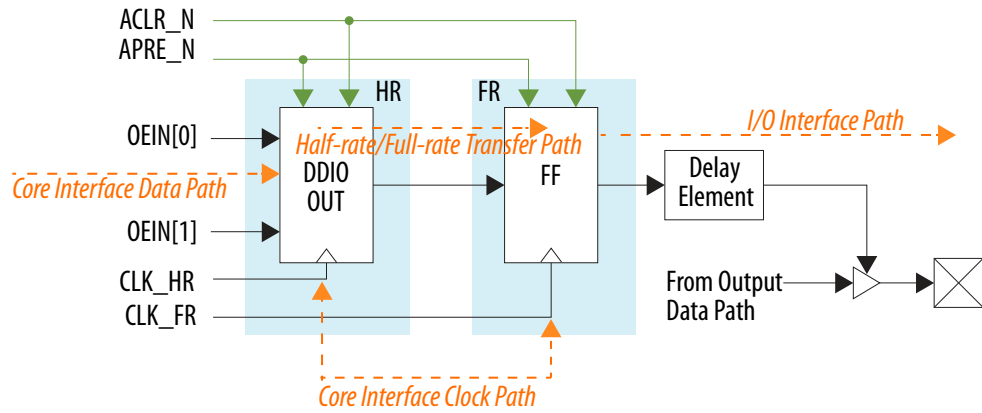 ACLR_N
APRE_N
HR
FR
OEIN[0]
I/O Interface Path
Half-rate/Full-rate Transfer Path
DDIO
OUT
FF
Core Interface Data Path
Delay
Element
OEIN[1]
CLK_HR
CLK_FR
From Output
Data Path
Core Interface Clock Path